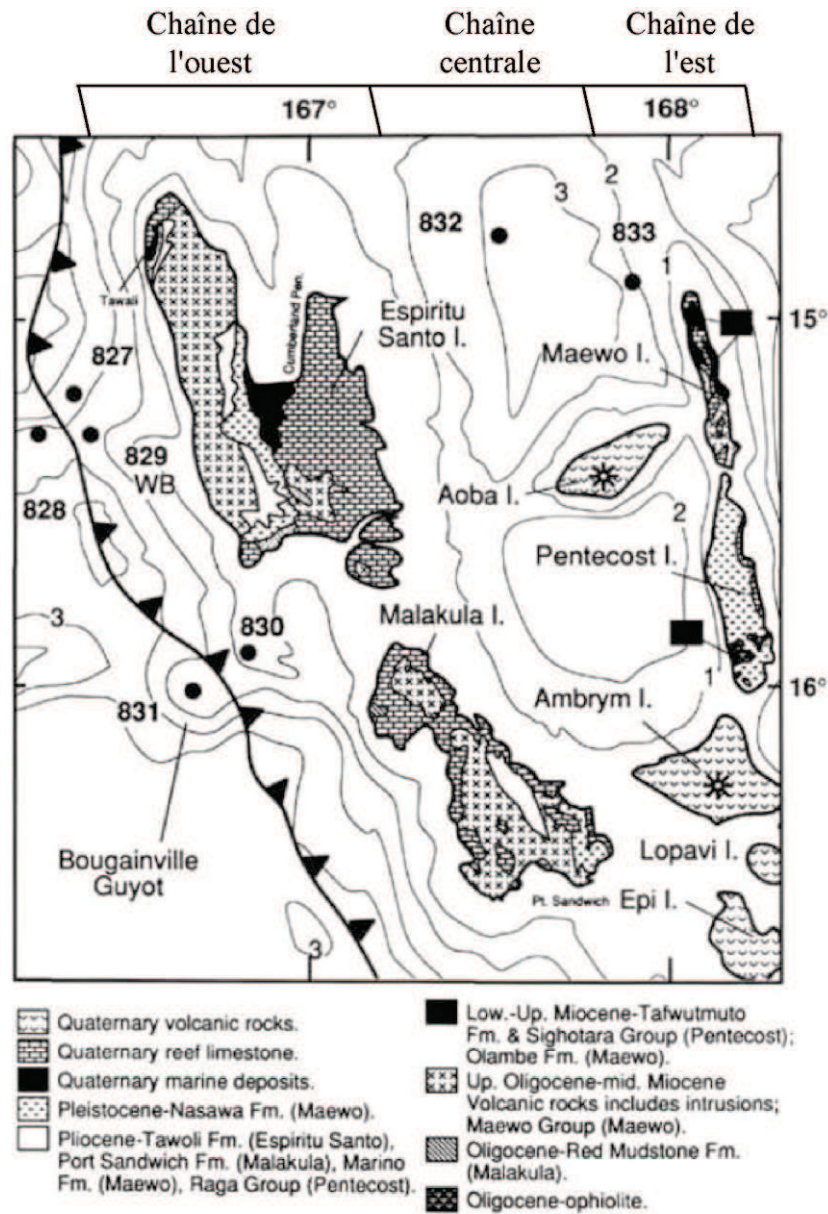 Chaîne de l'ouest
Chaîne centrale
Chaîne de l'est
167°
168°
832
3
2
833
1
Tawali
Cumberland Pen.
Espiritu Santo I.
15°
Maewo I.
827
829
WB
Aoba I.
828
2
Pentecost I.
3
Malakula I.
830
1
16°
831
Ambrym I.
Bougainville Guyot
Lopavi I.
Pt. Sandwich
Epi I.
3
Quaternary volcanic rocks.
Quaternary reef limestone.
Quaternary marine deposits.
Pleistocene-Nasawa Fm. (Maewo).
Pliocene-Tawoli Fm. (Espiritu Santo),
Port Sandwich Fm. (Malakula), Marino
Fm. (Maewo), Raga Group (Pentecost).
Low.-Up. Miocene-Tafwutmuto
Fm. & Sighotara Group (Pentecost);
Olambe Fm. (Maewo).
Up. Oligocene-mid. Miocene
Volcanic rocks includes intrusions;
Maewo Group (Maewo).
Oligocene-Red Mudstone Fm.
(Malakula).
Oligocene-ophiolite.